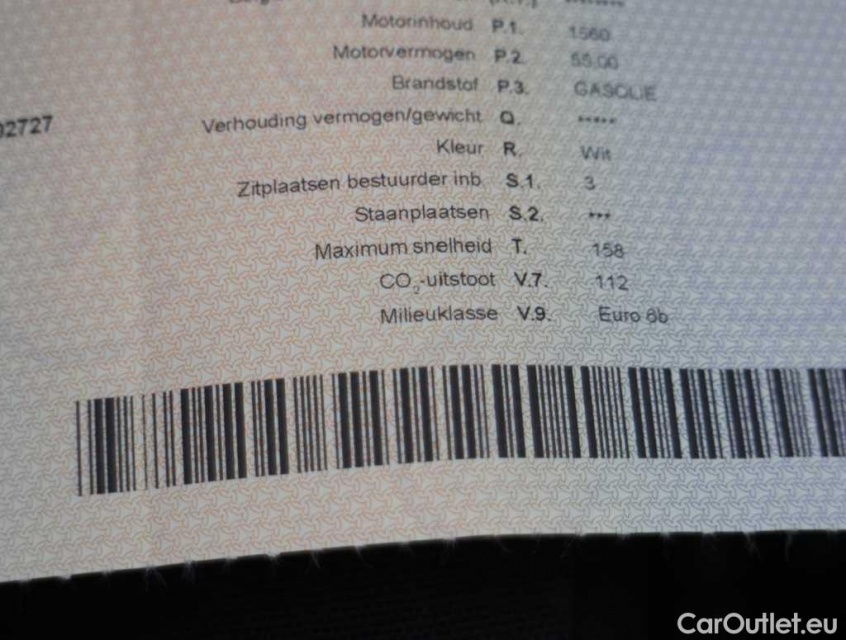 Motorinhoud P.1. 1560
Motorvermogen P.2. 55.00
Brandstof P.3. GASOLIE
02727
Verhouding vermogen/gewicht Q. *****
Kleur R. Wit
Zitplaatsen bestuurder inb S.1. 3
Staanplaatsen S.2. ***
Maximum snelheid T. 158
CO₂-uitstoot V.7. 112
Milieuklasse V.9. Euro 6b
CarOutlet.eu